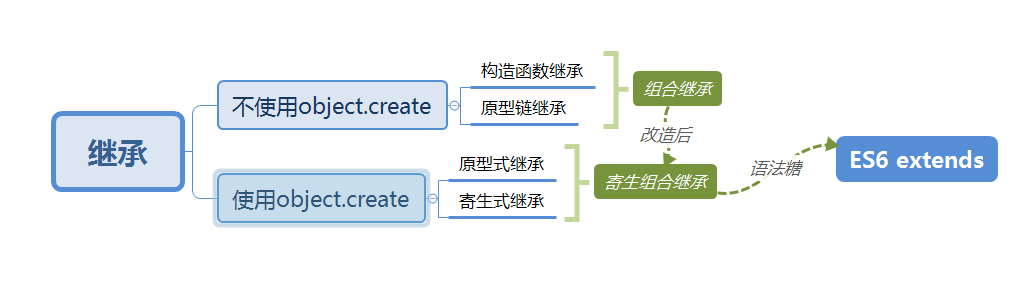 继承
不使用object.create
构造函数继承
原型链继承
组合继承
改造后
使用object.create
原型式继承
寄生式继承
寄生组合继承
语法糖
ES6 extends